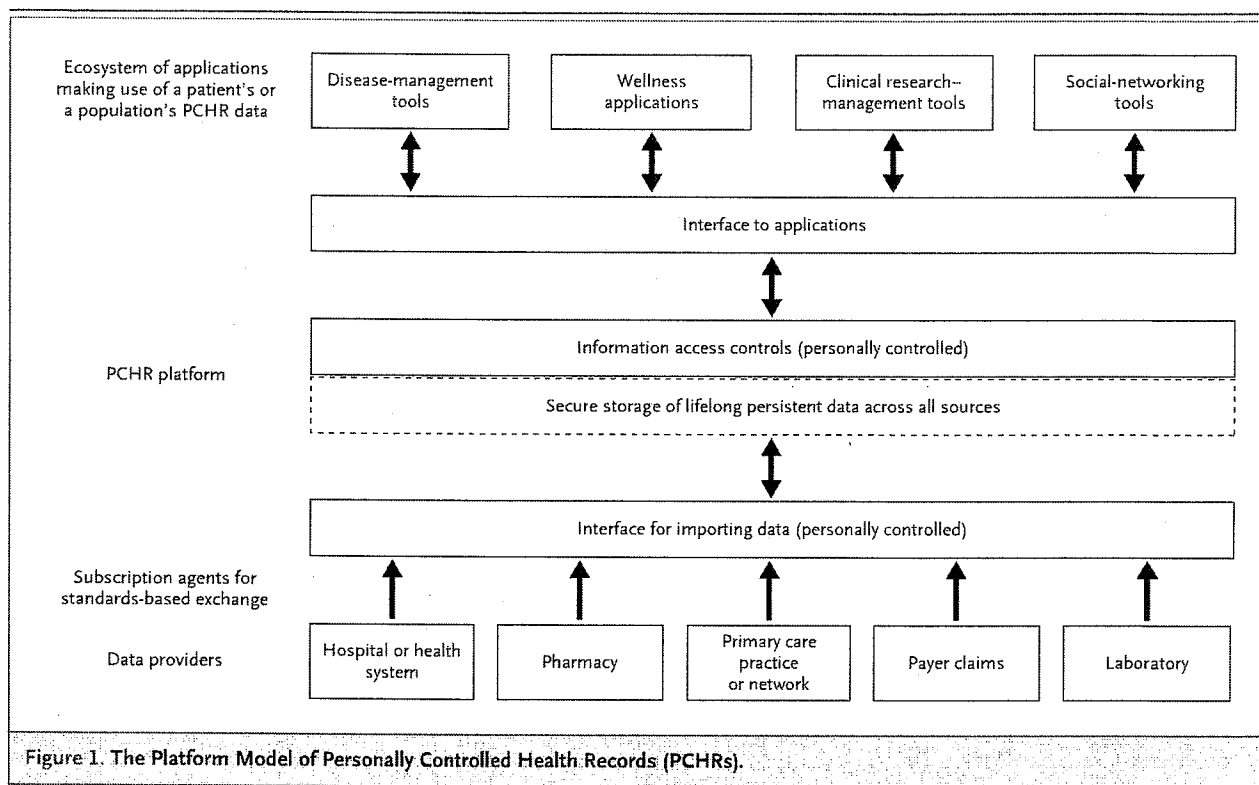 Ecosystem of applications
making use of a patient's or
a population's PCHR data
Disease-management
tools
Wellness
applications
Clinical research–
management tools
Social-networking
tools
Interface to applications
PCHR platform
Information access controls (personally controlled)
Secure storage of lifelong persistent data across all sources
Interface for importing data (personally controlled)
Subscription agents for
standards-based exchange
Data providers
Hospital or health
system
Pharmacy
Primary care
practice
or network
Payer claims
Laboratory
Figure 1. The Platform Model of Personally Controlled Health Records (PCHRs).